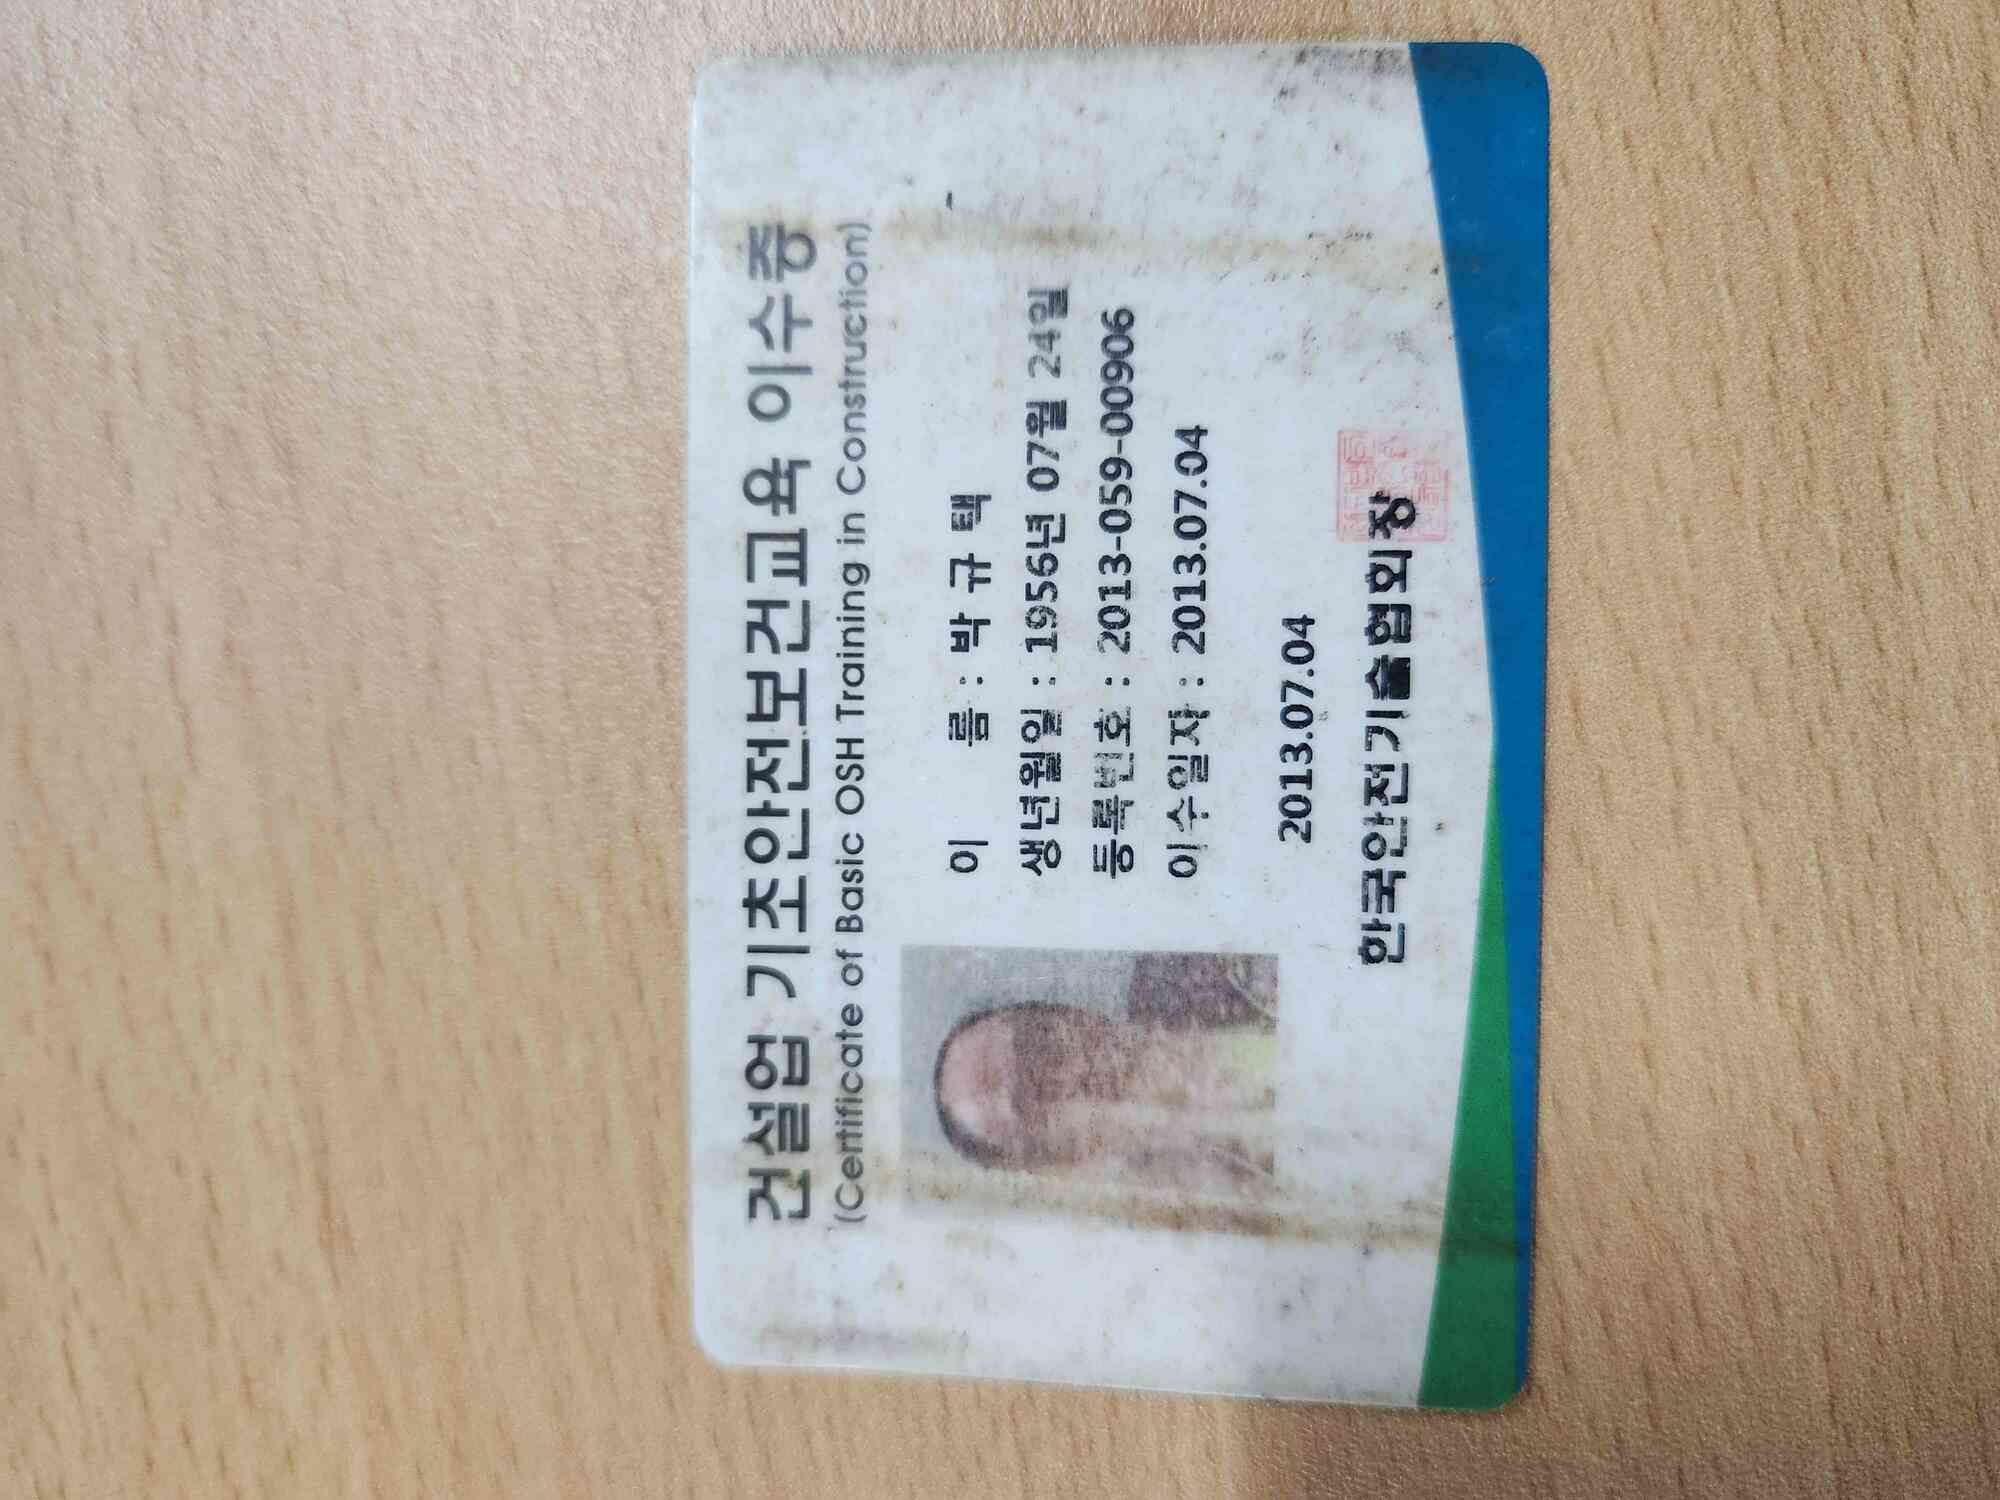 건설업 기초안전보건교육 이수증
(Certificate of Basic OSH Training in Construction)
이 름 : 박 규 택
생년월일 : 1956년 07월 24일
등록번호 : 2013-059-00906
이수일자 : 2013.07.04
2013.07.04
한국안전기술협회장